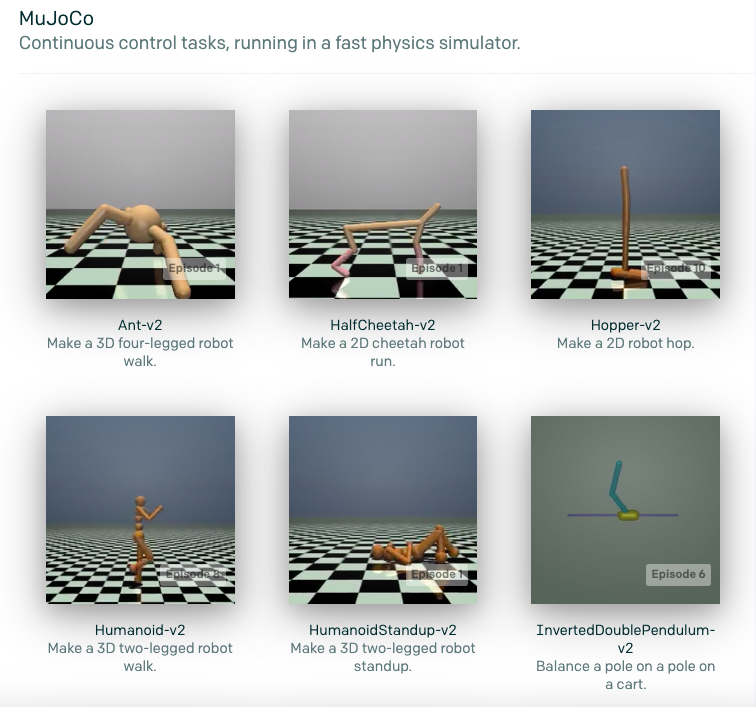 MuJoCo
Continuous control tasks, running in a fast physics simulator.
Episode 1
Episode 1
Episode 10
Ant-v2
Make a 3D four-legged robot
walk.
HalfCheetah-v2
Make a 2D cheetah robot
run.
Hopper-v2
Make a 2D robot hop.
Episode 8
Episode 1
Episode 6
Humanoid-v2
Make a 3D two-legged robot
walk.
HumanoidStandup-v2
Make a 3D two-legged robot
standup.
InvertedDoublePendulum-
v2
Balance a pole on a pole on
a cart.